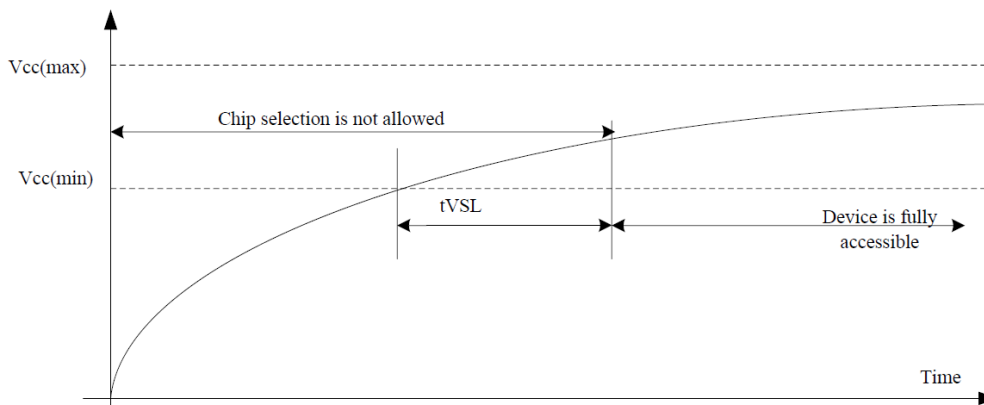 Vcc(max)
Chip selection is not allowed
Vcc(min)
tVSL
Device is fully
accessible
Time